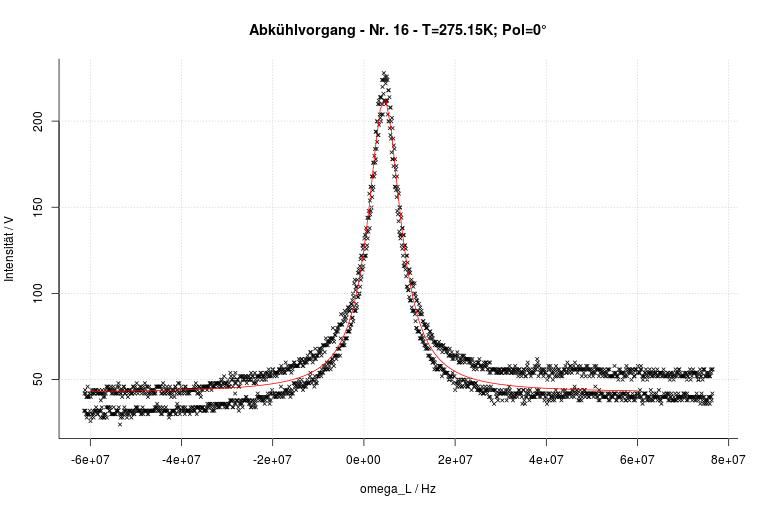 Abkühlvorgang - Nr. 16 - T=275.15K; Pol=0°
Intensität / V
200
150
100
50
-6e+07 -4e+07 -2e+07 0e+00 2e+07 4e+07 6e+07 8e+07
omega_L / Hz